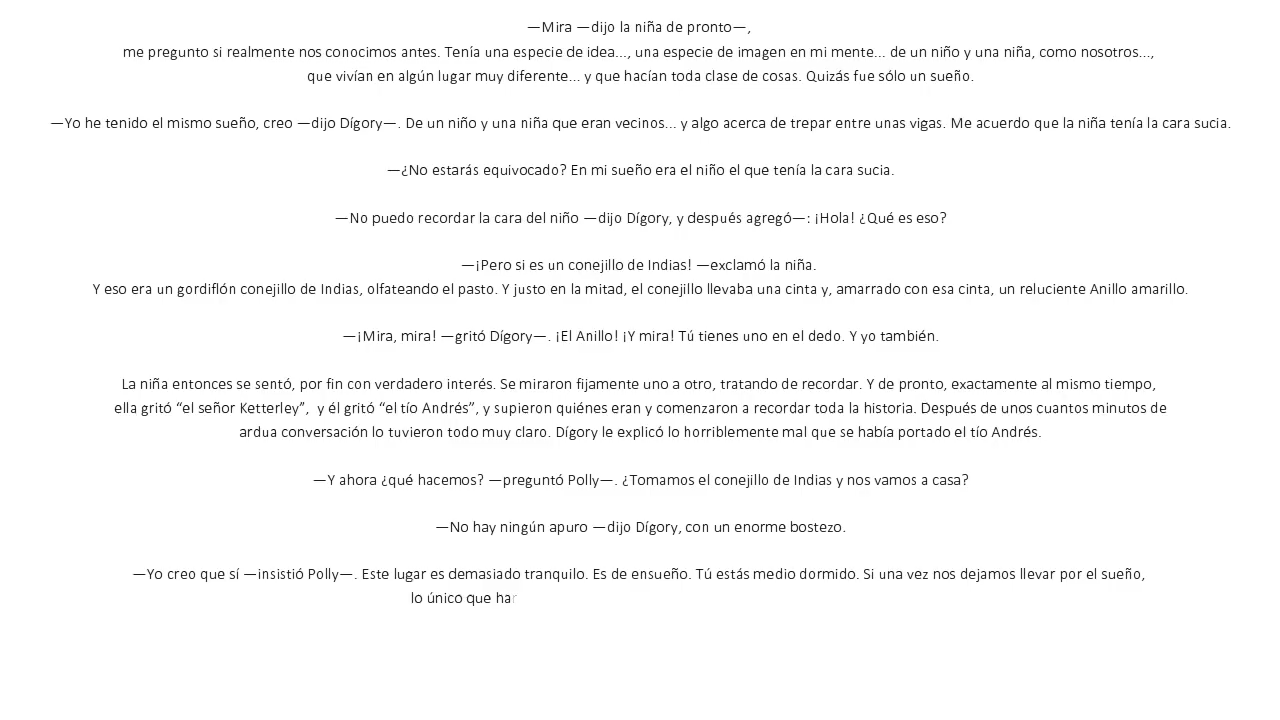 —Mira —dijo la niña de pronto—,
me pregunto si realmente nos conocimos antes. Tenía una especie de idea..., una especie de imagen en mi mente... de un niño y una niña, como nosotros...,
que vivían en algún lugar muy diferente... y que hacían toda clase de cosas. Quizás fue sólo un sueño.
—Yo he tenido el mismo sueño, creo —dijo Dígory—. De un niño y una niña que eran vecinos... y algo acerca de trepar entre unas vigas. Me acuerdo que la niña tenía la cara sucia.
—¿No estarás equivocado? En mi sueño era el niño el que tenía la cara sucia.
—No puedo recordar la cara del niño —dijo Dígory, y después agregó—: ¡Hola! ¿Qué es eso?
—¡Pero si es un conejillo de Indias! —exclamó la niña.
Y eso era un gordiflón conejillo de Indias, olfateando el pasto. Y justo en la mitad, el conejillo llevaba una cinta y, amarrado con esa cinta, un reluciente Anillo amarillo.
—¡Mira, mira! —gritó Dígory—. ¡El Anillo! ¡Y mira! Tú tienes uno en el dedo. Y yo también.
La niña entonces se sentó, por fin con verdadero interés. Se miraron fijamente uno a otro, tratando de recordar. Y de pronto, exactamente al mismo tiempo,
ella gritó “el señor Ketterley”,  y él gritó “el tío Andrés”, y supieron quiénes eran y comenzaron a recordar toda la historia. Después de unos cuantos minutos de
ardua conversación lo tuvieron todo muy claro. Dígory le explicó lo horriblemente mal que se había portado el tío Andrés.
—Y ahora ¿qué hacemos? —preguntó Polly—. ¿Tomamos el conejillo de Indias y nos vamos a casa?
—No hay ningún apuro —dijo Dígory, con un enorme bostezo.
—Yo creo que sí —insistió Polly—. Este lugar es demasiado tranquilo. Es de ensueño. Tú estás medio dormido. Si una vez nos dejamos llevar por el sueño,
lo único que har